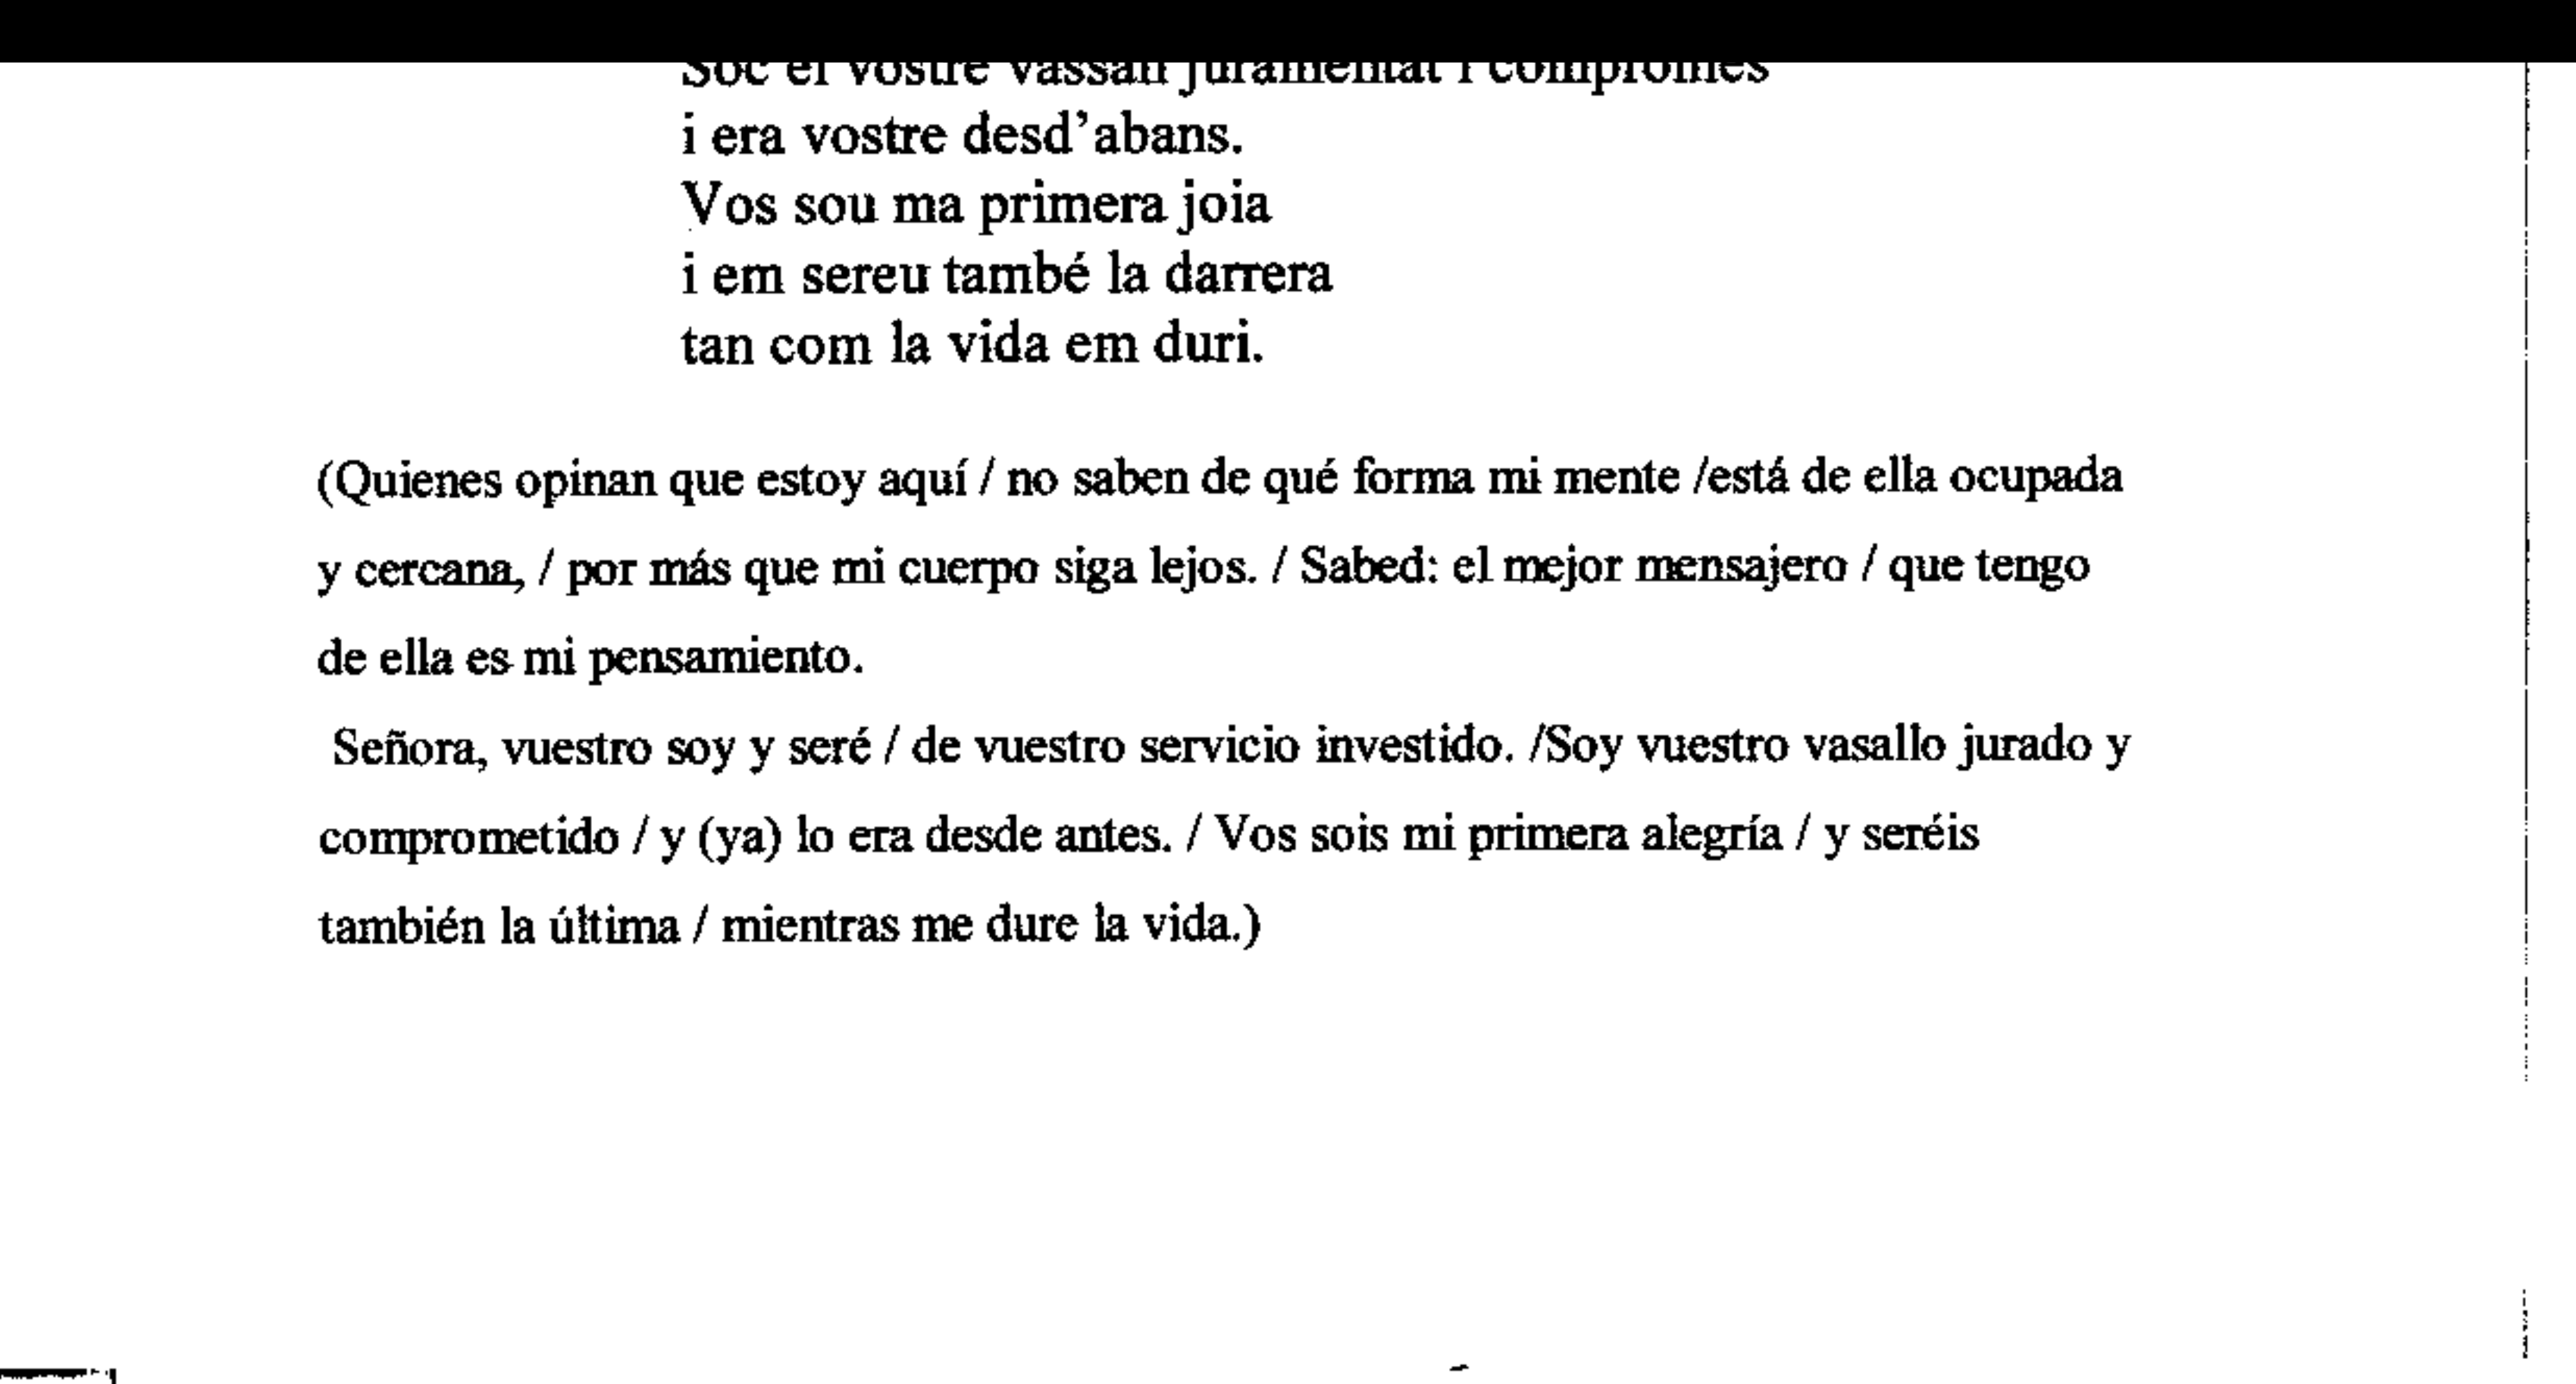 Soc el vostre vassall juramentat i compromés
i era vostre desd'abans.
Vos sou ma primera joia
i em sereu també la darrera
tan com la vida em duri.
(Quienes opinan que estoy aquí / no saben de qué forma mi mente /está de ella ocupada
y cercana, / por más que mi cuerpo siga lejos. / Sabed: el mejor mensajero / que tengo
de ella es mi pensamiento.
Señora, vuestro soy y seré / de vuestro servicio investido. /Soy vuestro vasallo jurado y
comprometido / y (ya) lo era desde antes. / Vos sois mi primera alegría / y seréis
también la última / mientras me dure la vida.)